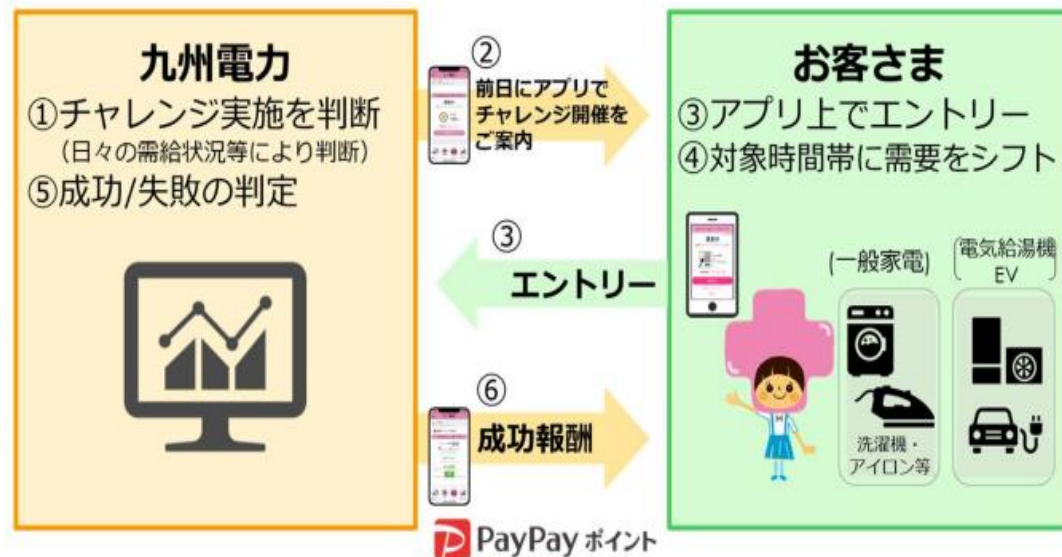 九州電力
①チャレンジ実施を判断
（日々の需給状況等により判断）
⑤成功/失敗の判定
②
前日にアプリで
チャレンジ開催を
ご案内
③
エントリー
⑥
成功報酬
PayPayポイント
お客さま
③アプリ上でエントリー
④対象時間帯に需要をシフト
(一般家電)
洗濯機・
アイロン等
電気給湯機
EV